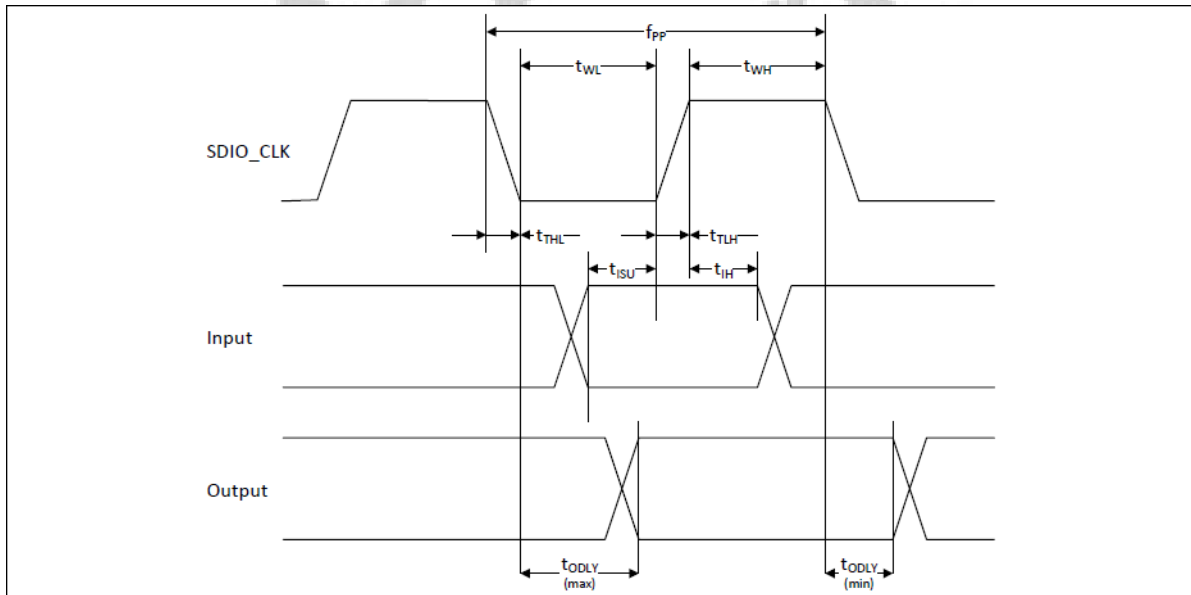 fPP
tWL
tWH
SDIO_CLK
tTHL
tTLH
tISU
tIH
Input
Output
tODLY
(max)
tODLY
(min)